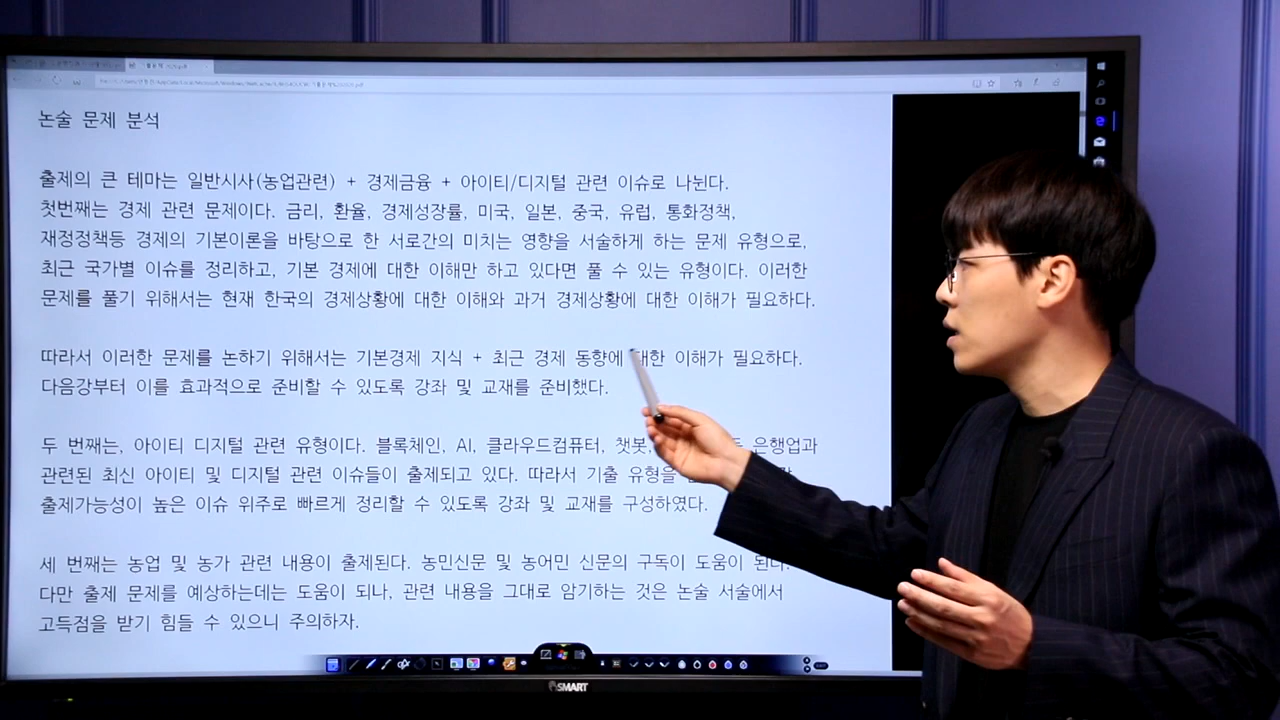 논술 문제 분석
출제의 큰 테마는 일반시사(농업관련) + 경제금융 + 아이티/디지털 관련 이슈로 나뉜다.
첫번째는 경제 관련 문제이다. 금리, 환율, 경제성장률, 미국, 일본, 중국, 유럽, 통화정책,
재정정책등 경제의 기본이론을 바탕으로 한 서로간의 미치는 영향을 서술하게 하는 문제 유형으로,
최근 국가별 이슈를 정리하고, 기본 경제에 대한 이해만 하고 있다면 풀 수 있는 유형이다. 이러한
문제를 풀기 위해서는 현재 한국의 경제상황에 대한 이해와 과거 경제상황에 대한 이해가 필요하다.
따라서 이러한 문제를 논하기 위해서는 기본경제 지식 + 최근 경제 동향에 대한 이해가 필요하다.
다음강부터 이를 효과적으로 준비할 수 있도록 강좌 및 교재를 준비했다.
두 번째는, 아이티 디지털 관련 유형이다. 블록체인, AI, 클라우드컴퓨터, 챗봇, 은행업과
관련된 최신 아이티 및 디지털 관련 이슈들이 출제되고 있다. 따라서 기출 유형을
출제가능성이 높은 이슈 위주로 빠르게 정리할 수 있도록 강좌 및 교재를 구성하였다.
세 번째는 농업 및 농가 관련 내용이 출제된다. 농민신문 및 농어민 신문의 구독이 도움이 된다.
다만 출제 문제를 예상하는데는 도움이 되나, 관련 내용을 그대로 암기하는 것은 논술 서술에서
고득점을 받기 힘들 수 있으니 주의하자.
SMART